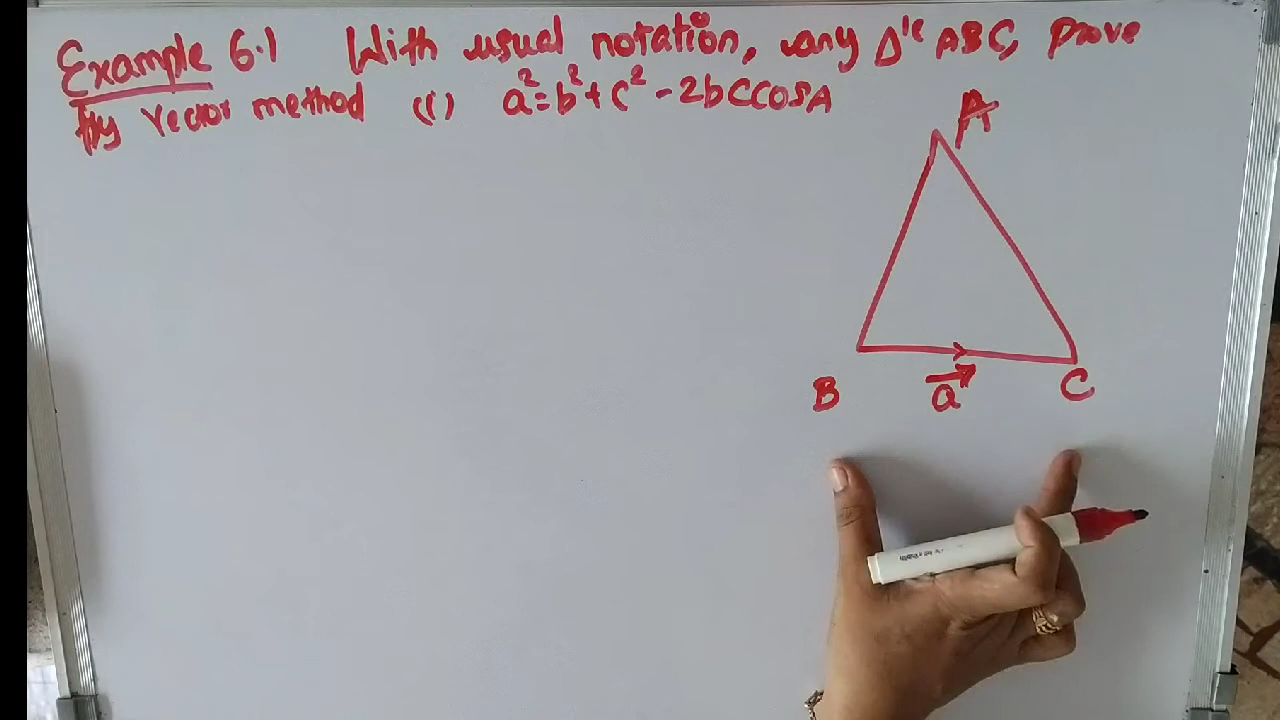 Example 6.1 With usual notation, any Δle ABC, prove
by Vector method (i) a² = b² + c² - 2bccosA
A
B
a⃗
C